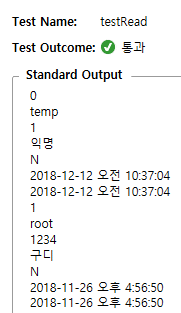 Test Name: testRead
Test Outcome: 통과
Standard Output
0
temp
1
익명
N
2018-12-12 오전 10:37:04
2018-12-12 오전 10:37:04
1
root
1234
구디
N
2018-11-26 오후 4:56:50
2018-11-26 오후 4:56:50